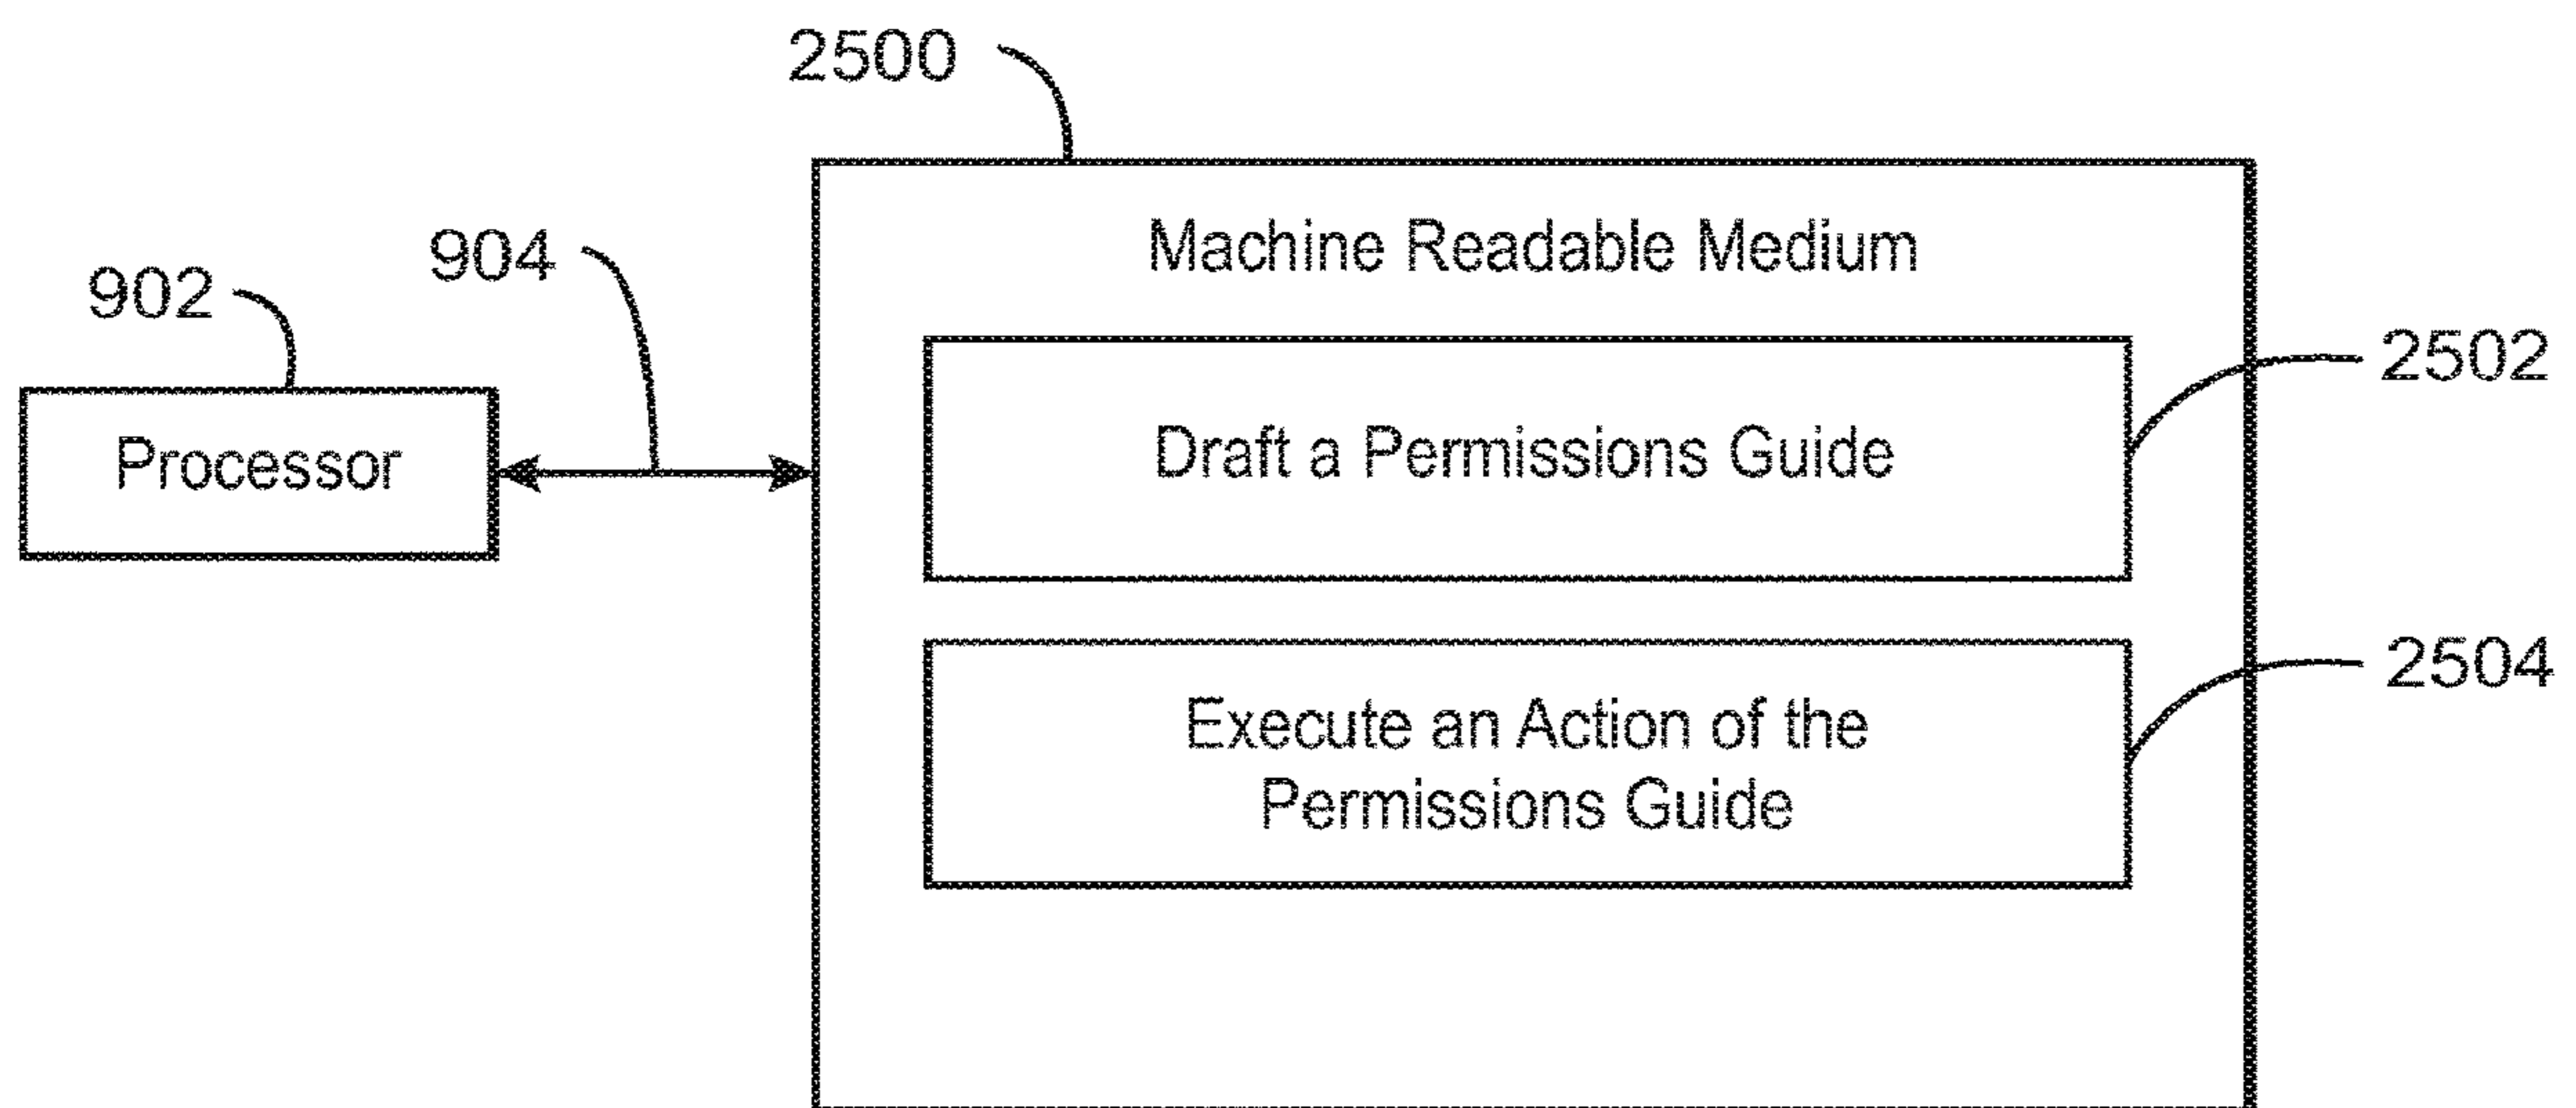 2500
Machine Readable Medium
904
902
2502
Draft a Permissions Guide
Processor
2504
Execute an Action of the
Permissions Guide